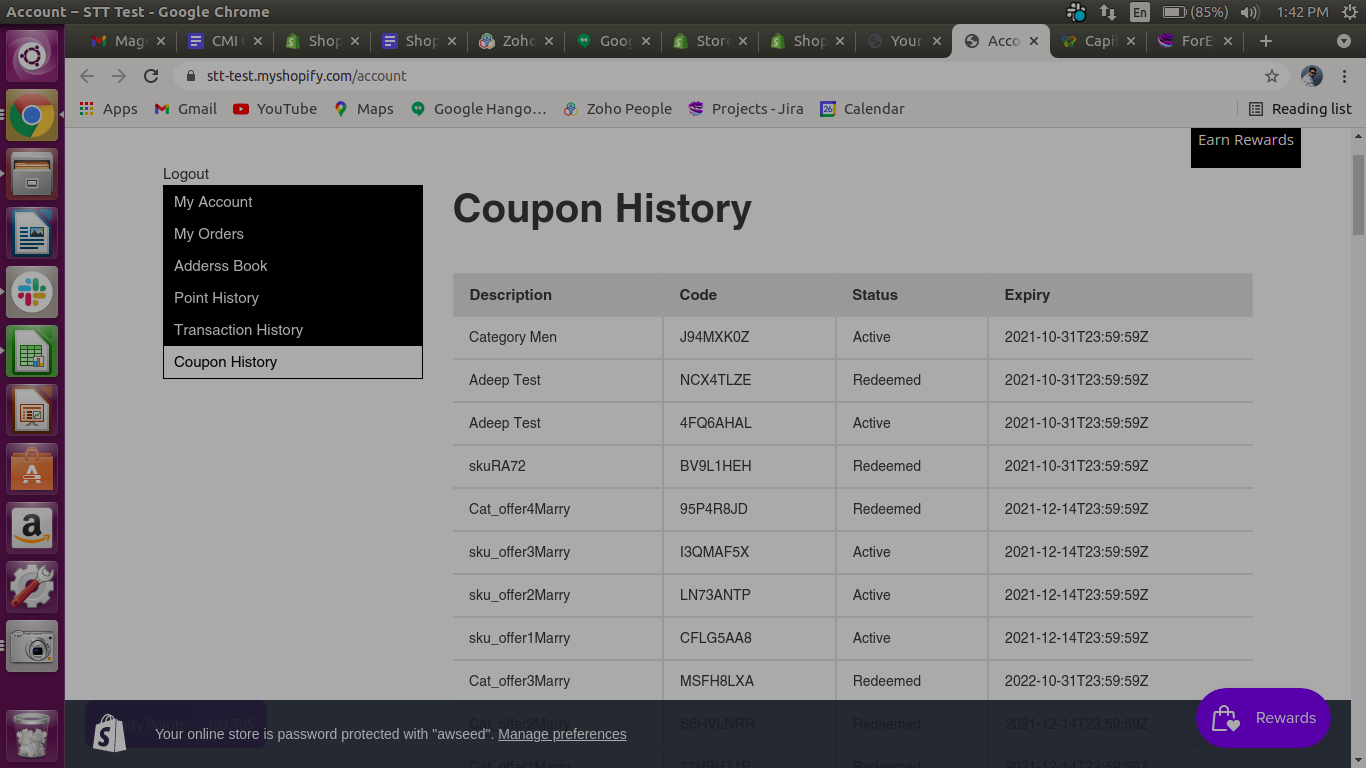 Account – STT Test - Google Chrome
En (85%) 1:42 PM
Mag CMI Shop Shop Zoh Goog Store Shop Your Acco Capil ForE
stt-test.myshopify.com/account
Apps Gmail YouTube Maps Google Hango... Zoho People Projects - Jira 26 Calendar Reading list
Earn Rewards
Logout
My Account
My Orders
Adderss Book
Point History
Transaction History
Coupon History
Coupon History
Description Code Status Expiry
Category Men J94MXK0Z Active 2021-10-31T23:59:59Z
Adeep Test NCX4TLZE Redeemed 2021-10-31T23:59:59Z
Adeep Test 4FQ6AHAL Active 2021-10-31T23:59:59Z
skuRA72 BV9L1HEH Redeemed 2021-10-31T23:59:59Z
Cat_offer4Marry 95P4R8JD Redeemed 2021-12-14T23:59:59Z
sku_offer3Marry I3QMAF5X Active 2021-12-14T23:59:59Z
sku_offer2Marry LN73ANTP Active 2021-12-14T23:59:59Z
sku_offer1Marry CFLG5AA8 Active 2021-12-14T23:59:59Z
Cat_offer3Marry MSFH8LXA Redeemed 2022-10-31T23:59:59Z
Cat_offer2Marry S6HVLNRR Redeemed 2021-12-14T23:59:59Z
Points
Your online store is password protected with "awseed". Manage preferences
Rewards
Cat_offer1Marry Redeemed 2021-12-14T23:59:59Z